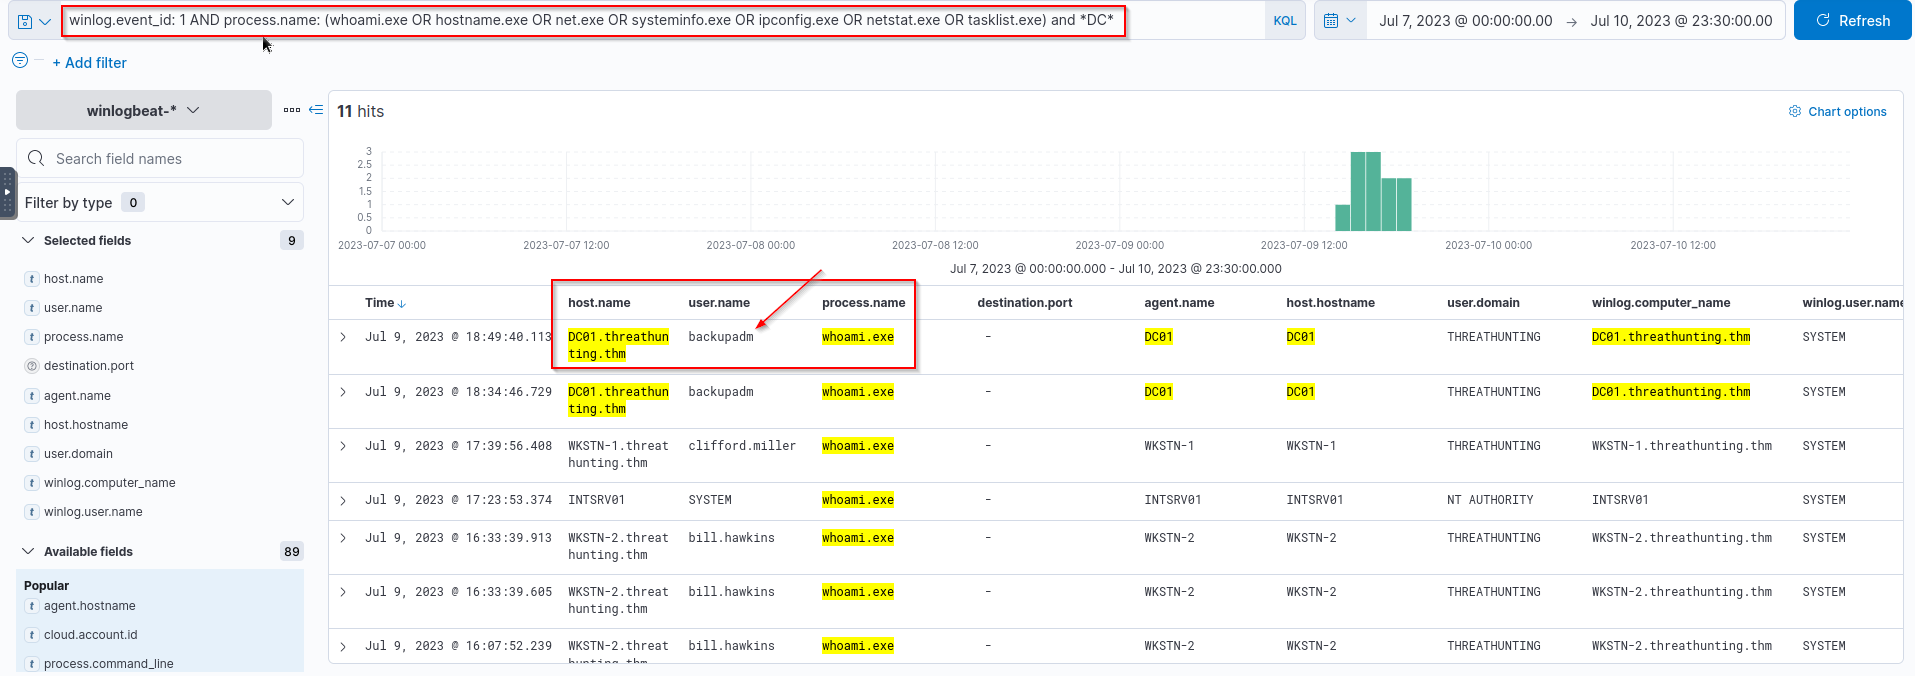 winlog.event_id: 1 AND process.name: (whoami.exe OR hostname.exe OR net.exe OR systeminfo.exe OR ipconfig.exe OR netstat.exe OR tasklist.exe) and *DC*
KQL
Jul 7, 2023 @ 00:00:00.00 → Jul 10, 2023 @ 23:30:00.00
Refresh
+ Add filter
winlogbeat-*
Search field names
Filter by type 0
Selected fields 9
t host.name
t user.name
t process.name
? destination.port
t agent.name
t host.hostname
t user.domain
t winlog.computer_name
t winlog.user.name
Available fields 89
Popular
t agent.hostname
t cloud.account.id
t process.command_line
11 hits
Chart options
3
2.5
2
1.5
1
0.5
0
2023-07-07 00:00 2023-07-07 12:00 2023-07-08 00:00 2023-07-08 12:00 2023-07-09 00:00 2023-07-09 12:00 2023-07-10 00:00 2023-07-10 12:00
Jul 7, 2023 @ 00:00:00.000 - Jul 10, 2023 @ 23:30:00.000
Time ↓ host.name user.name process.name destination.port agent.name host.hostname user.domain winlog.computer_name winlog.user.name
Jul 9, 2023 @ 18:49:40.113 DC01.threathun backupadm whoami.exe - DC01 DC01 THREATHUNTING DC01.threathunting.thm SYSTEM
ting.thm
Jul 9, 2023 @ 18:34:46.729 DC01.threathun backupadm whoami.exe - DC01 DC01 THREATHUNTING DC01.threathunting.thm SYSTEM
ting.thm
Jul 9, 2023 @ 17:39:56.408 WKSTN-1.threat clifford.miller whoami.exe - WKSTN-1 WKSTN-1 THREATHUNTING WKSTN-1.threathunting.thm SYSTEM
hunting.thm
Jul 9, 2023 @ 17:23:53.374 INTSRV01 SYSTEM whoami.exe - INTSRV01 INTSRV01 NT AUTHORITY INTSRV01 SYSTEM
Jul 9, 2023 @ 16:33:39.913 WKSTN-2.threat bill.hawkins whoami.exe - WKSTN-2 WKSTN-2 THREATHUNTING WKSTN-2.threathunting.thm SYSTEM
hunting.thm
Jul 9, 2023 @ 16:33:39.605 WKSTN-2.threat bill.hawkins whoami.exe - WKSTN-2 WKSTN-2 THREATHUNTING WKSTN-2.threathunting.thm SYSTEM
hunting.thm
Jul 9, 2023 @ 16:07:52.239 WKSTN-2.threat bill.hawkins whoami.exe - WKSTN-2 WKSTN-2 THREATHUNTING WKSTN-2.threathunting.thm SYSTEM
hunting.thm